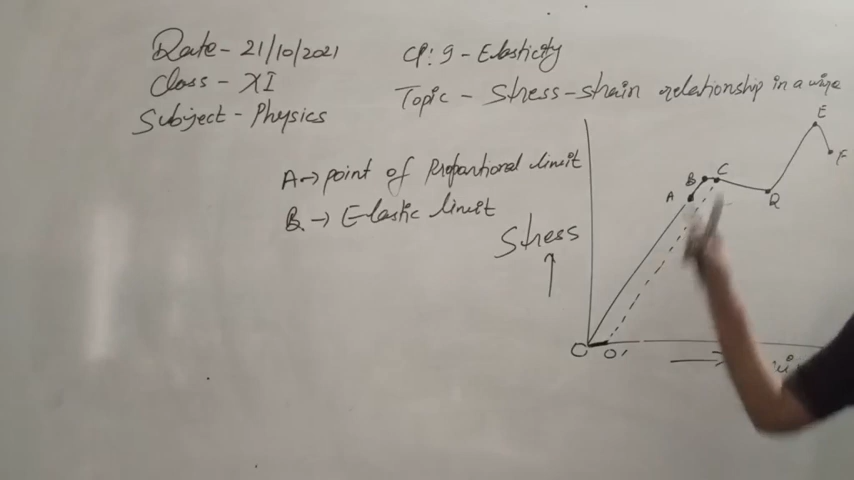 Date - 21/10/2021
Class - XI
Subject - Physics
CP: 9 - Elasticity
Topic - Stress-strain relationship in a wire
A → point of Proportional limit
B → Elastic limit
Stress
A
B
C
D
E
F
O
O'